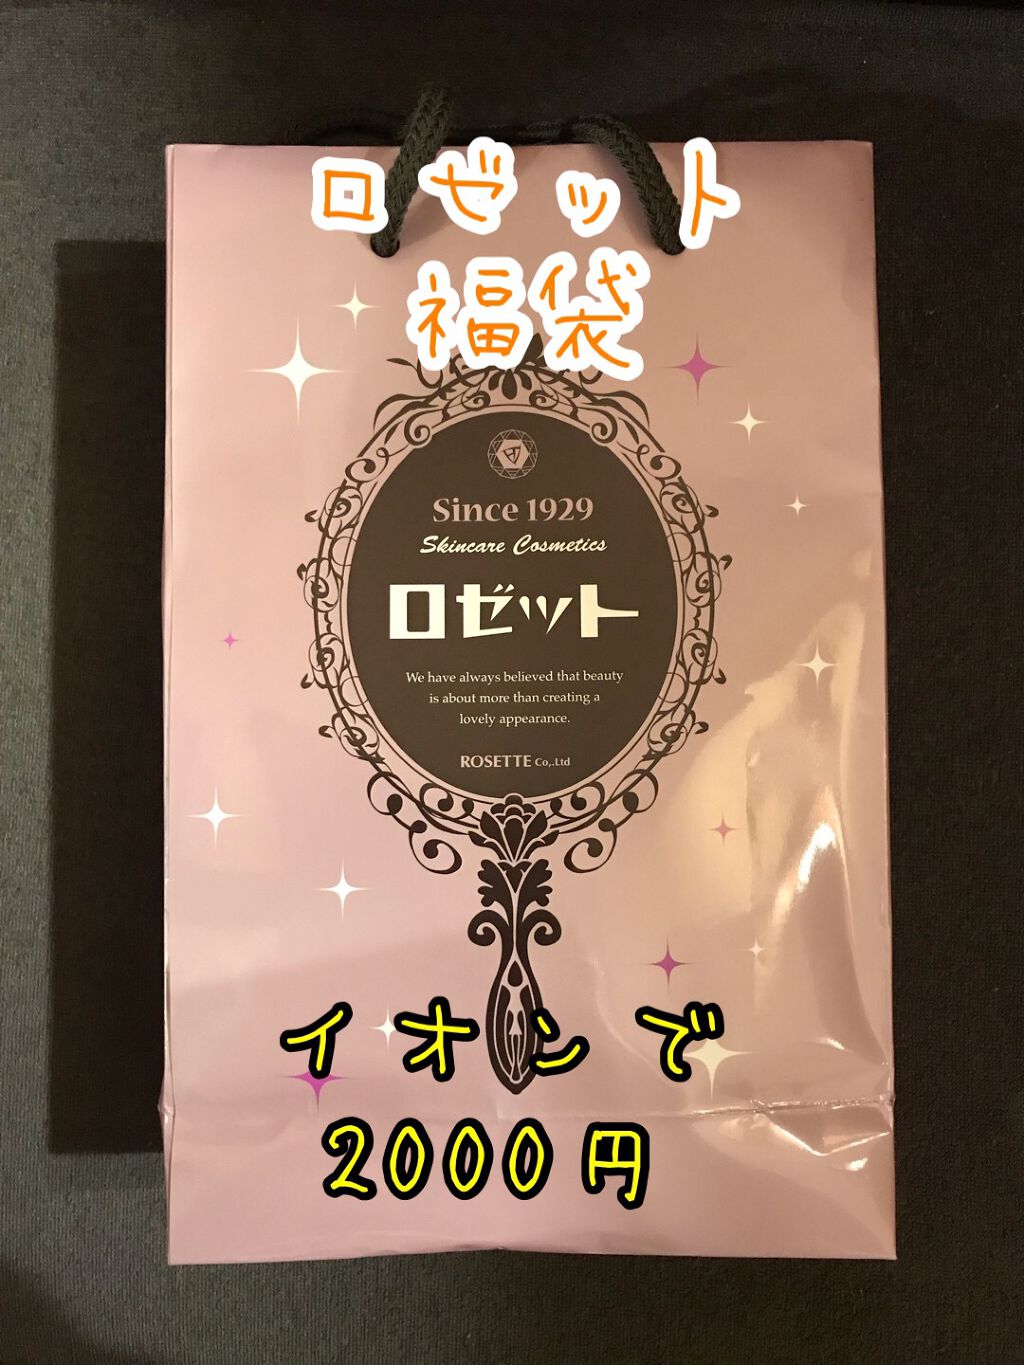 ロゼット
福袋
Since 1929
Skincare Cosmetics
ロゼット
We have always believed that beauty
is about more than creating a
lovely appearance.
ROSETTE Co,.Ltd
イオンで
2000円